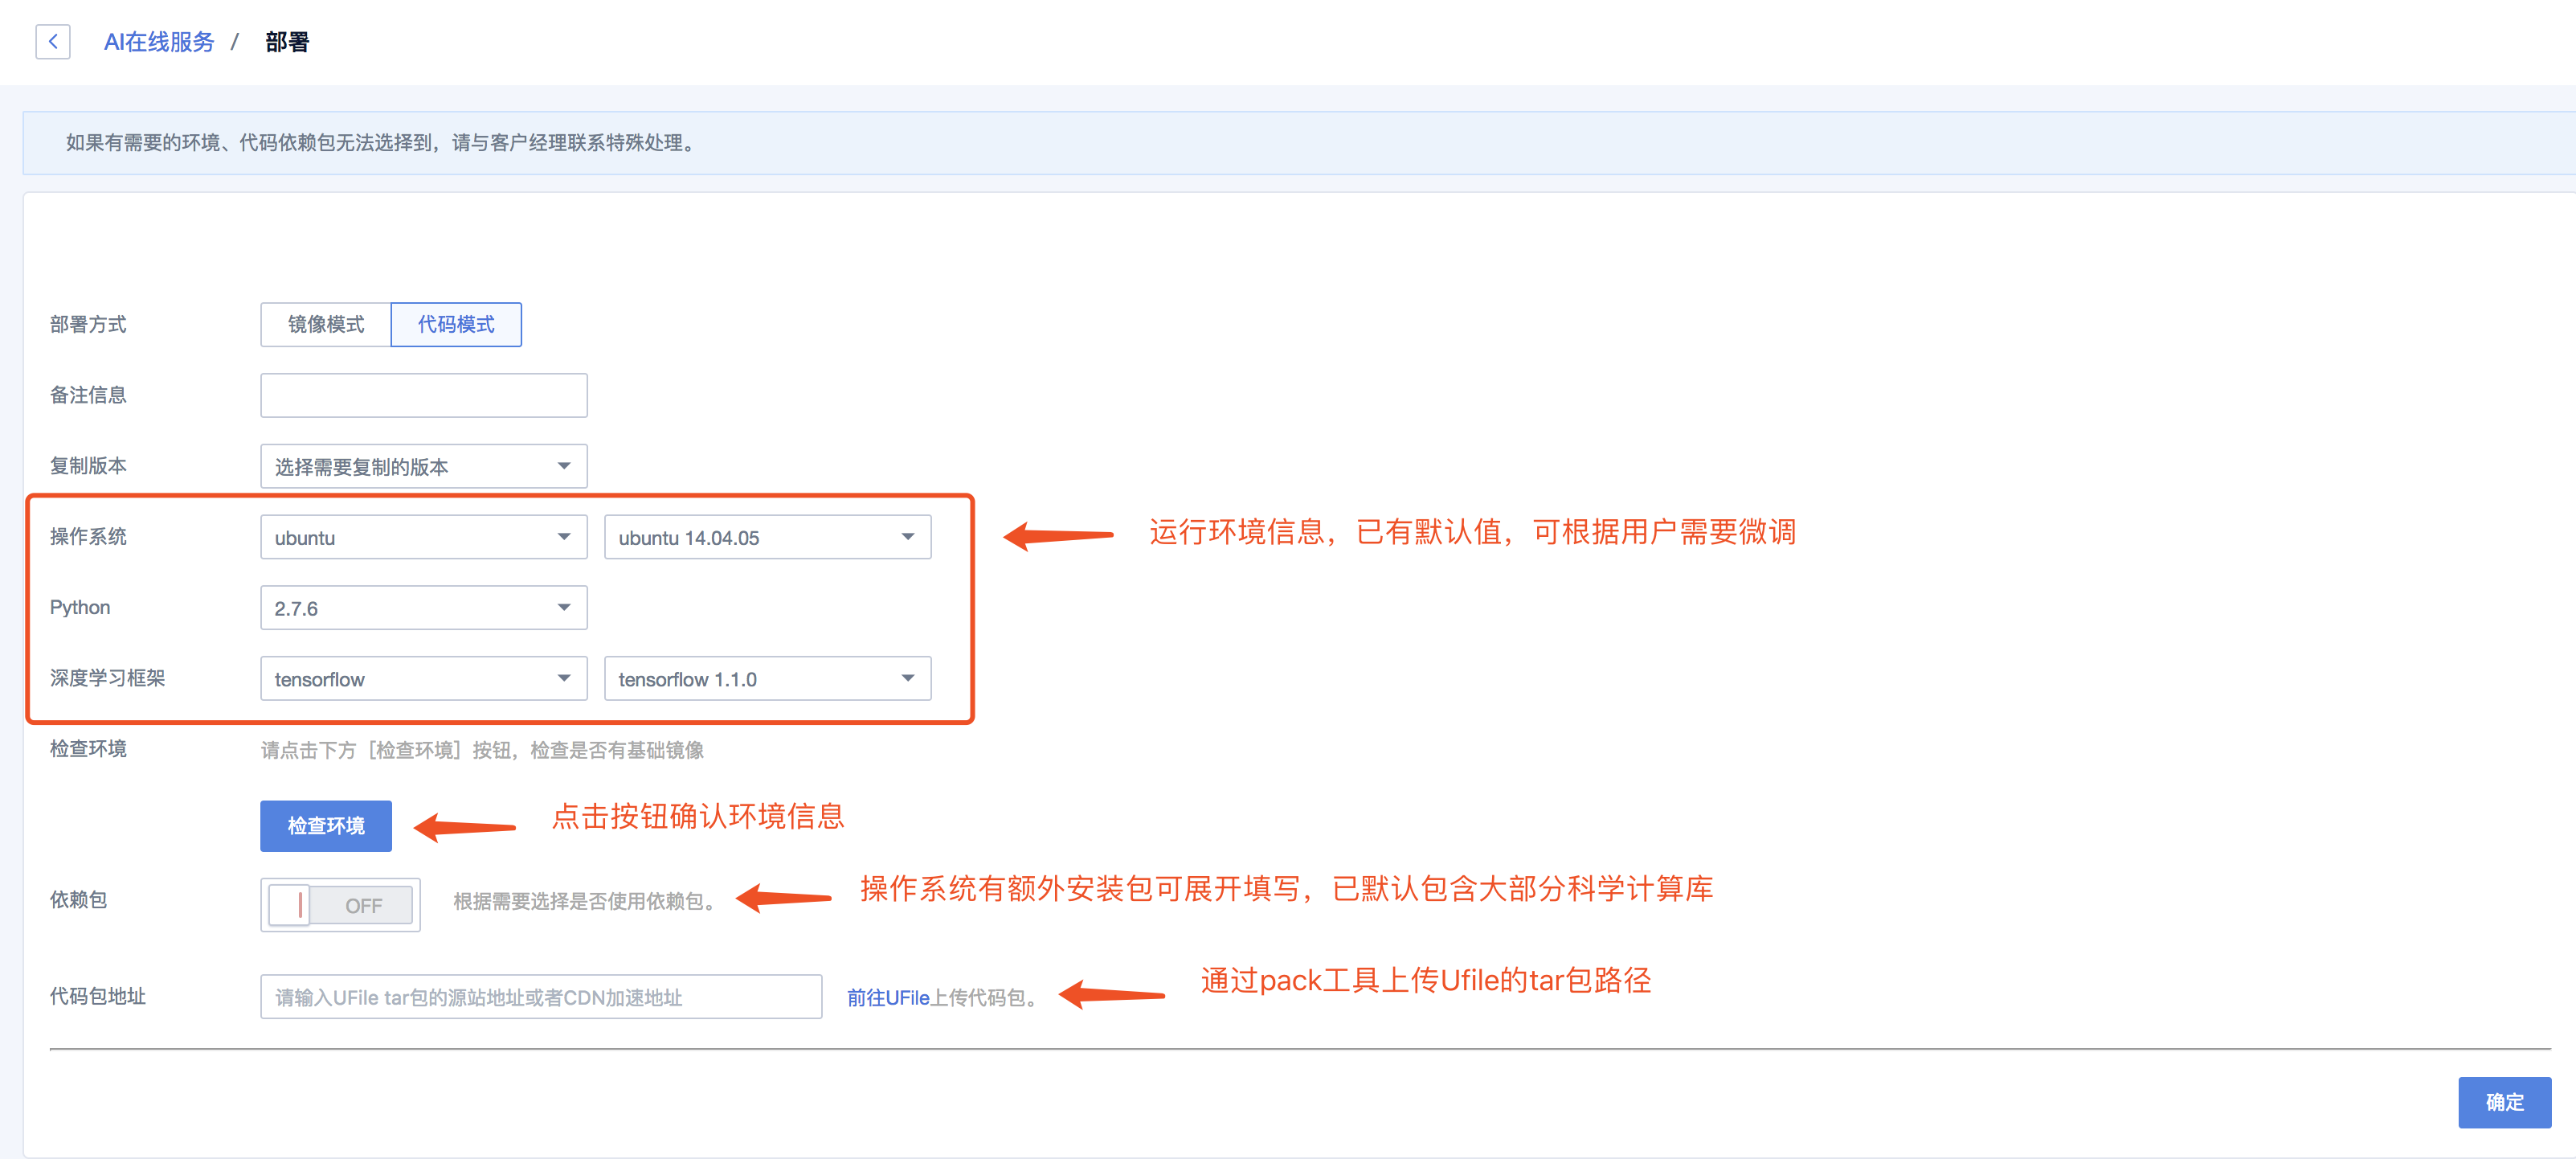 AI在线服务 / 部署
如果有需要的环境、代码依赖包无法选择到，请与客户经理联系特殊处理。
部署方式 镜像模式 代码模式
备注信息
复制版本 选择需要复制的版本
操作系统 ubuntu ubuntu 14.04.05 运行环境信息，已有默认值，可根据用户需要微调
Python 2.7.6
深度学习框架 tensorflow tensorflow 1.1.0
检查环境 请点击下方［检查环境］按钮，检查是否有基础镜像
检查环境 点击按钮确认环境信息
依赖包 OFF 根据需要选择是否使用依赖包。 操作系统有额外安装包可展开填写，已默认包含大部分科学计算库
代码包地址 请输入UFile tar包的源站地址或者CDN加速地址 前往UFile上传代码包。 通过pack工具上传Ufile的tar包路径
确定